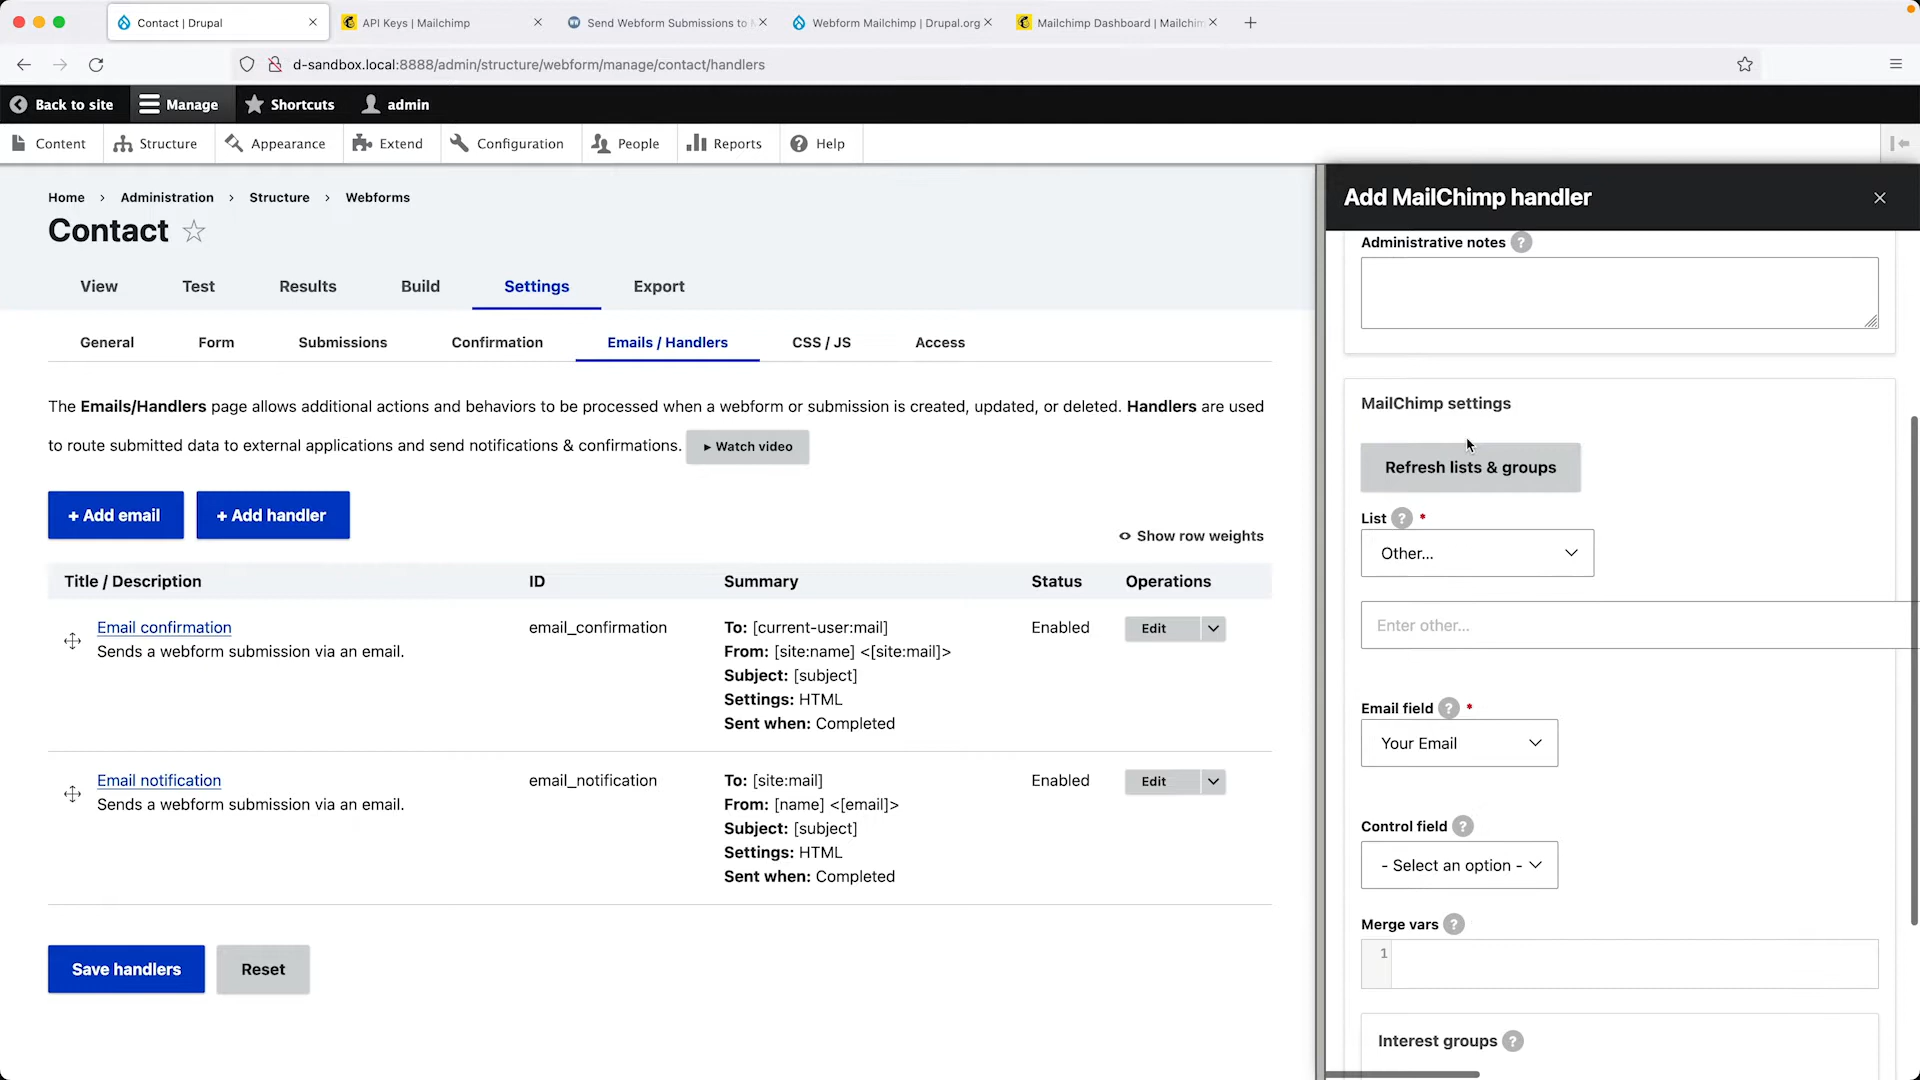 Contact | Drupal
API Keys | Mailchimp
Send Webform Submissions to
Webform Mailchimp | Drupal.org
Mailchimp Dashboard | Mailchim
d-sandbox.local:8888/admin/structure/webform/manage/contact/handlers
Back to site
Manage
Shortcuts
admin
Content
Structure
Appearance
Extend
Configuration
People
Reports
Help
Home › Administration › Structure › Webforms
Contact
View
Test
Results
Build
Settings
Export
General
Form
Submissions
Confirmation
Emails / Handlers
CSS / JS
Access
The Emails/Handlers page allows additional actions and behaviors to be processed when a webform or submission is created, updated, or deleted. Handlers are used
to route submitted data to external applications and send notifications & confirmations. ▸ Watch video
+ Add email
+ Add handler
Show row weights
Title / Description ID Summary Status Operations
Email confirmation
Sends a webform submission via an email.
email_confirmation
To: [current-user:mail]
From: [site:name] <[site:mail]>
Subject: [subject]
Settings: HTML
Sent when: Completed
Enabled
Edit
Email notification
Sends a webform submission via an email.
email_notification
To: [site:mail]
From: [name] <[email]>
Subject: [subject]
Settings: HTML
Sent when: Completed
Enabled
Edit
Save handlers
Reset
Add MailChimp handler
Administrative notes ?
MailChimp settings
Refresh lists & groups
List ? *
Other...
Enter other...
Email field ? *
Your Email
Control field ?
- Select an option -
Merge vars ?
1
Interest groups ?